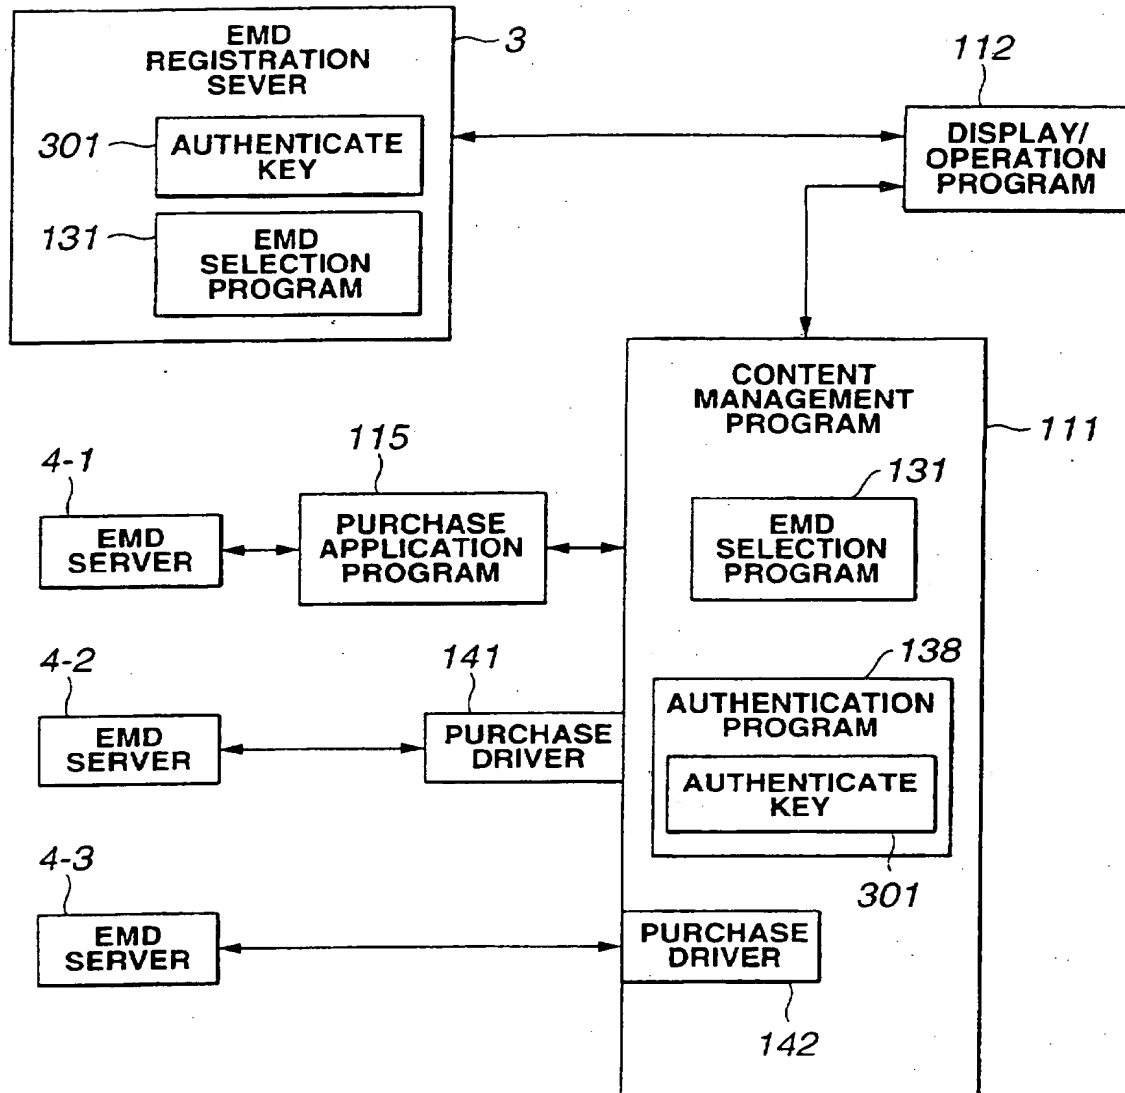 EMD
REGISTRATION
SEVER
3
301
AUTHENTICATE
KEY
131
EMD
SELECTION
PROGRAM
112
DISPLAY/
OPERATION
PROGRAM
CONTENT
MANAGEMENT
PROGRAM
111
4-1
EMD
SERVER
115
PURCHASE
APPLICATION
PROGRAM
131
EMD
SELECTION
PROGRAM
4-2
EMD
SERVER
141
PURCHASE
DRIVER
138
AUTHENTICATION
PROGRAM
AUTHENTICATE
KEY
301
4-3
EMD
SERVER
PURCHASE
DRIVER
142